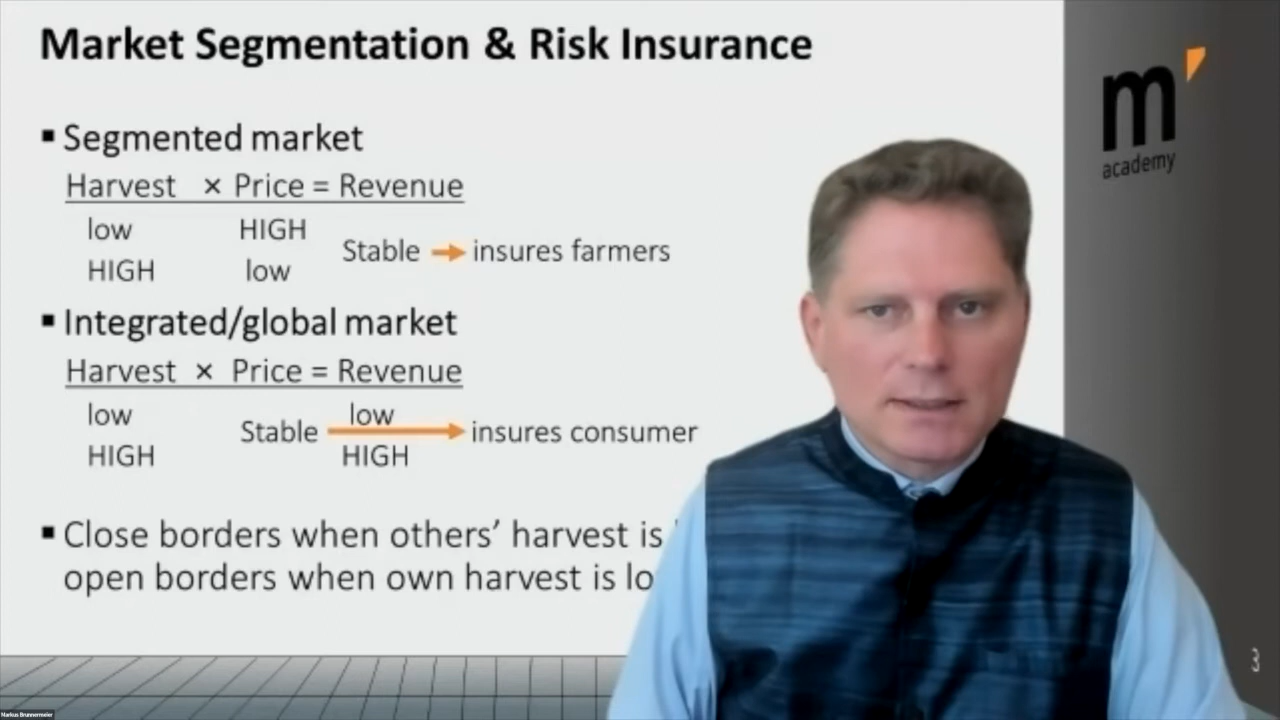 Market Segmentation & Risk Insurance
▪ Segmented market
Harvest × Price = Revenue
low HIGH
Stable insures farmers
HIGH low
▪ Integrated/global market
Harvest × Price = Revenue
low low
Stable insures consumer
HIGH HIGH
▪ Close borders when others’ harvest is
open borders when own harvest is
m'
academy
3
Markus Brunnermeier